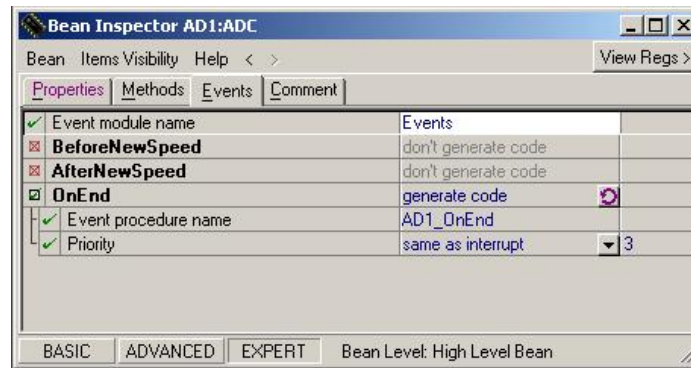 Bean Inspector AD1:ADC
Bean Items Visibility Help < > View Regs >
Properties Methods Events Comment
Event module name Events
BeforeNewSpeed don't generate code
AfterNewSpeed don't generate code
OnEnd generate code
Event procedure name AD1_OnEnd
Priority same as interrupt 3
BASIC ADVANCED EXPERT Bean Level: High Level Bean